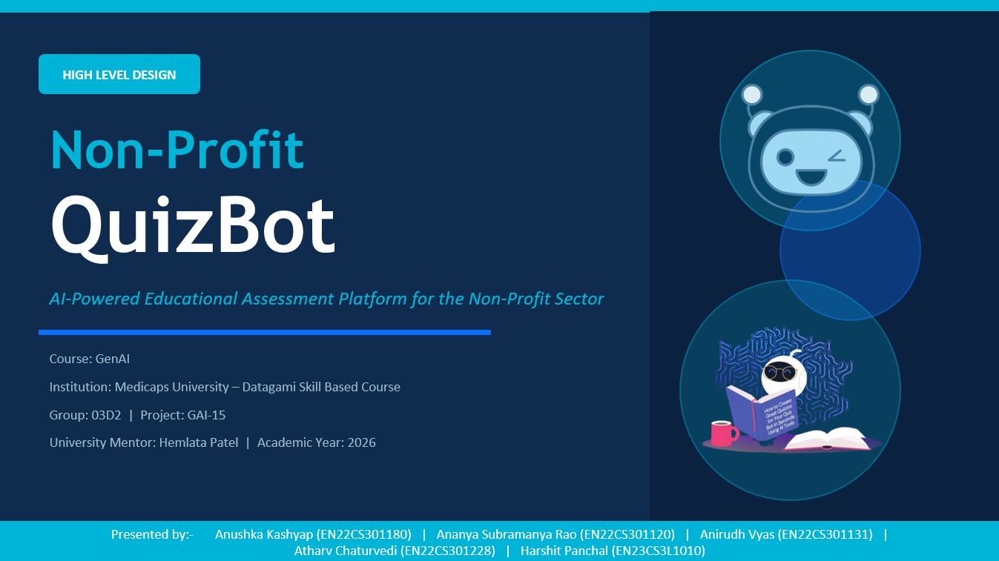 HIGH LEVEL DESIGN
Non-Profit
QuizBot
AI-Powered Educational Assessment Platform for the Non-Profit Sector
Course: GenAI
Institution: Medicaps University – Datagami Skill Based Course
Group: 03D2 | Project: GAI-15
University Mentor: Hemlata Patel | Academic Year: 2026
How to Create
Great Quizzes
for Your Quiz
Bot in Seconds
Using AI Tools
Presented by:- Anushka Kashyap (EN22CS301180) | Ananya Subramanya Rao (EN22CS301120) | Anirudh Vyas (EN22CS301131) |
Atharv Chaturvedi (EN22CS301228) | Harshit Panchal (EN23CS3L1010)